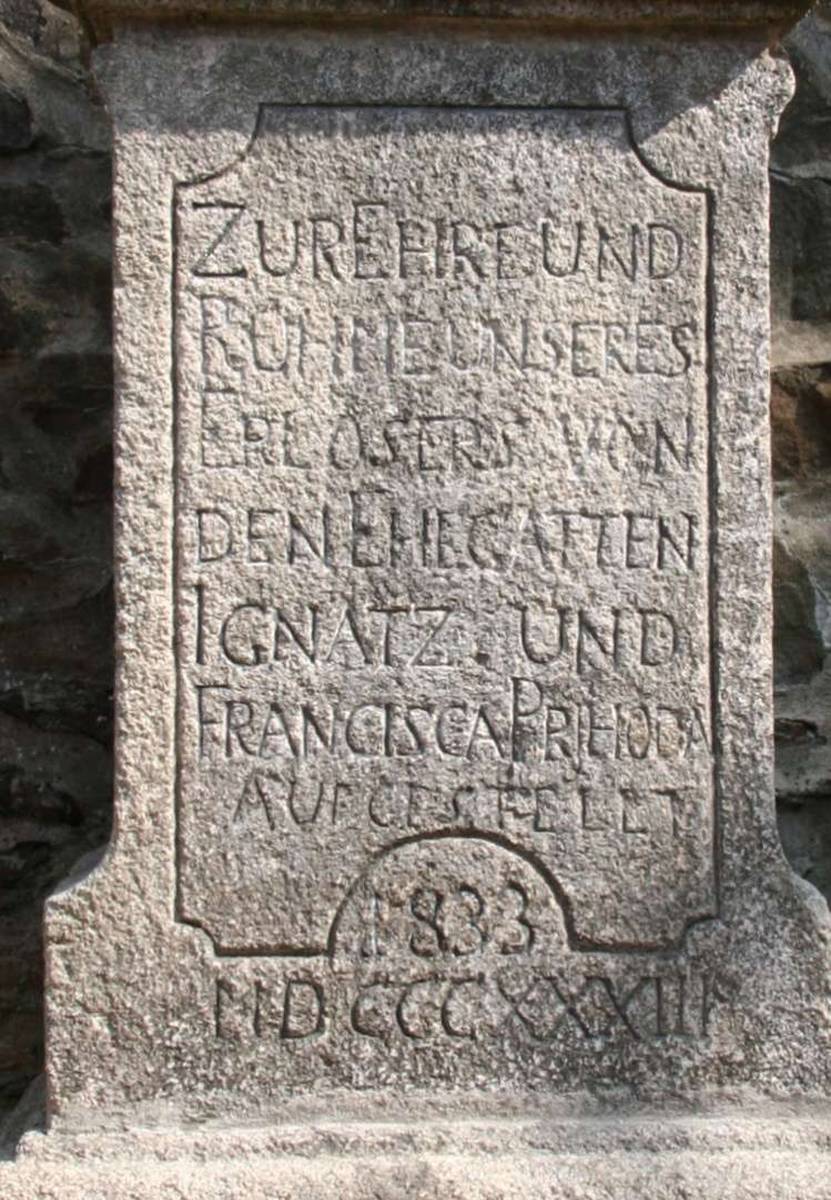 ZUR EHRE UND
RUHME UNSERES
ERLOSERS VON
DEN EHEGATTEN
IGNATZ. UND
FRANCISCA PRIHODA
AUFGESTELLT
1833
MDCCCXXXIII